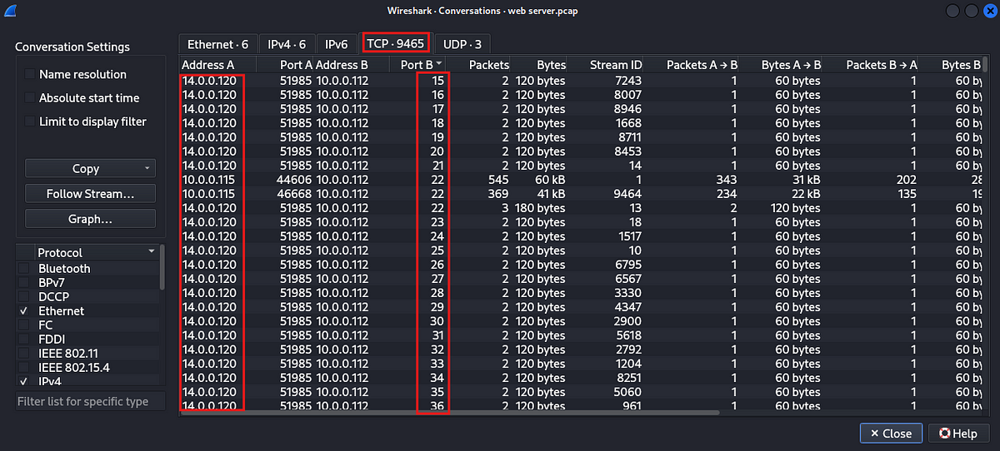 Wireshark · Conversations · web server.pcap
Conversation Settings
Name resolution
Absolute start time
Limit to display filter
Copy
Follow Stream...
Graph...
Protocol
Bluetooth
BPv7
DCCP
Ethernet
FC
FDDI
IEEE 802.11
IEEE 802.15.4
IPv4
Filter list for specific type
Ethernet · 6 IPv4 · 6 IPv6 TCP · 9465 UDP · 3
Address A Port A Address B Port B Packets Bytes Stream ID Packets A → B Bytes A → B Packets B → A Bytes B
14.0.0.120 51985 10.0.0.112 15 2 120 bytes 7243 1 60 bytes 1 60 by
14.0.0.120 51985 10.0.0.112 16 2 120 bytes 8007 1 60 bytes 1 60 by
14.0.0.120 51985 10.0.0.112 17 2 120 bytes 8946 1 60 bytes 1 60 by
14.0.0.120 51985 10.0.0.112 18 2 120 bytes 1668 1 60 bytes 1 60 by
14.0.0.120 51985 10.0.0.112 19 2 120 bytes 8711 1 60 bytes 1 60 by
14.0.0.120 51985 10.0.0.112 20 2 120 bytes 8453 1 60 bytes 1 60 by
14.0.0.120 51985 10.0.0.112 21 2 120 bytes 14 1 60 bytes 1 60 by
10.0.0.115 44606 10.0.0.112 22 545 60 kB 1 343 31 kB 202 28
10.0.0.115 46668 10.0.0.112 22 369 41 kB 9464 234 22 kB 135 19
14.0.0.120 51985 10.0.0.112 22 3 180 bytes 13 2 120 bytes 1 60 by
14.0.0.120 51985 10.0.0.112 23 2 120 bytes 18 1 60 bytes 1 60 by
14.0.0.120 51985 10.0.0.112 24 2 120 bytes 1517 1 60 bytes 1 60 by
14.0.0.120 51985 10.0.0.112 25 2 120 bytes 10 1 60 bytes 1 60 by
14.0.0.120 51985 10.0.0.112 26 2 120 bytes 6795 1 60 bytes 1 60 by
14.0.0.120 51985 10.0.0.112 27 2 120 bytes 6567 1 60 bytes 1 60 by
14.0.0.120 51985 10.0.0.112 28 2 120 bytes 3330 1 60 bytes 1 60 by
14.0.0.120 51985 10.0.0.112 29 2 120 bytes 4347 1 60 bytes 1 60 by
14.0.0.120 51985 10.0.0.112 30 2 120 bytes 2900 1 60 bytes 1 60 by
14.0.0.120 51985 10.0.0.112 31 2 120 bytes 5618 1 60 bytes 1 60 by
14.0.0.120 51985 10.0.0.112 32 2 120 bytes 2792 1 60 bytes 1 60 by
14.0.0.120 51985 10.0.0.112 33 2 120 bytes 1204 1 60 bytes 1 60 by
14.0.0.120 51985 10.0.0.112 34 2 120 bytes 8251 1 60 bytes 1 60 by
14.0.0.120 51985 10.0.0.112 35 2 120 bytes 5060 1 60 bytes 1 60 by
14.0.0.120 51985 10.0.0.112 36 2 120 bytes 961 1 60 bytes 1 60 by
Close
Help